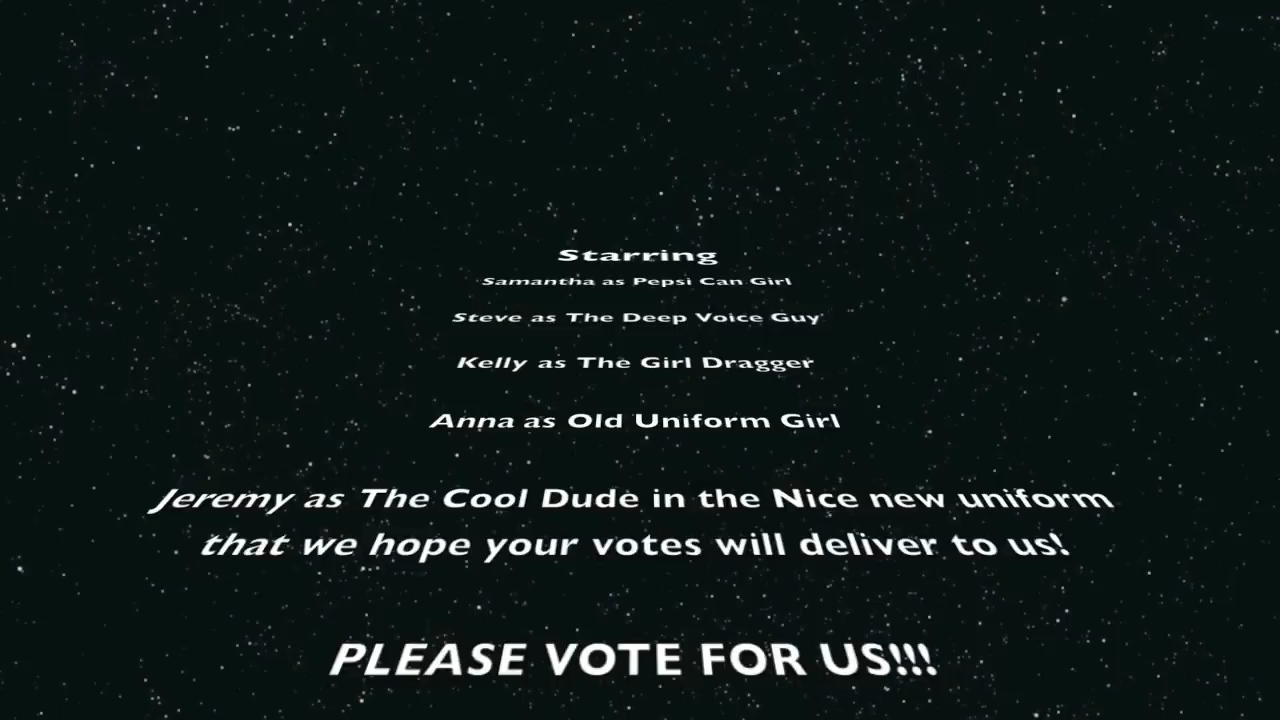 Starring
Samantha as Pepsi Can Girl
Steve as The Deep Voice Guy
Kelly as The Girl Dragger
Anna as Old Uniform Girl
Jeremy as The Cool Dude in the Nice new uniform
that we hope your votes will deliver to us!
PLEASE VOTE FOR US!!!